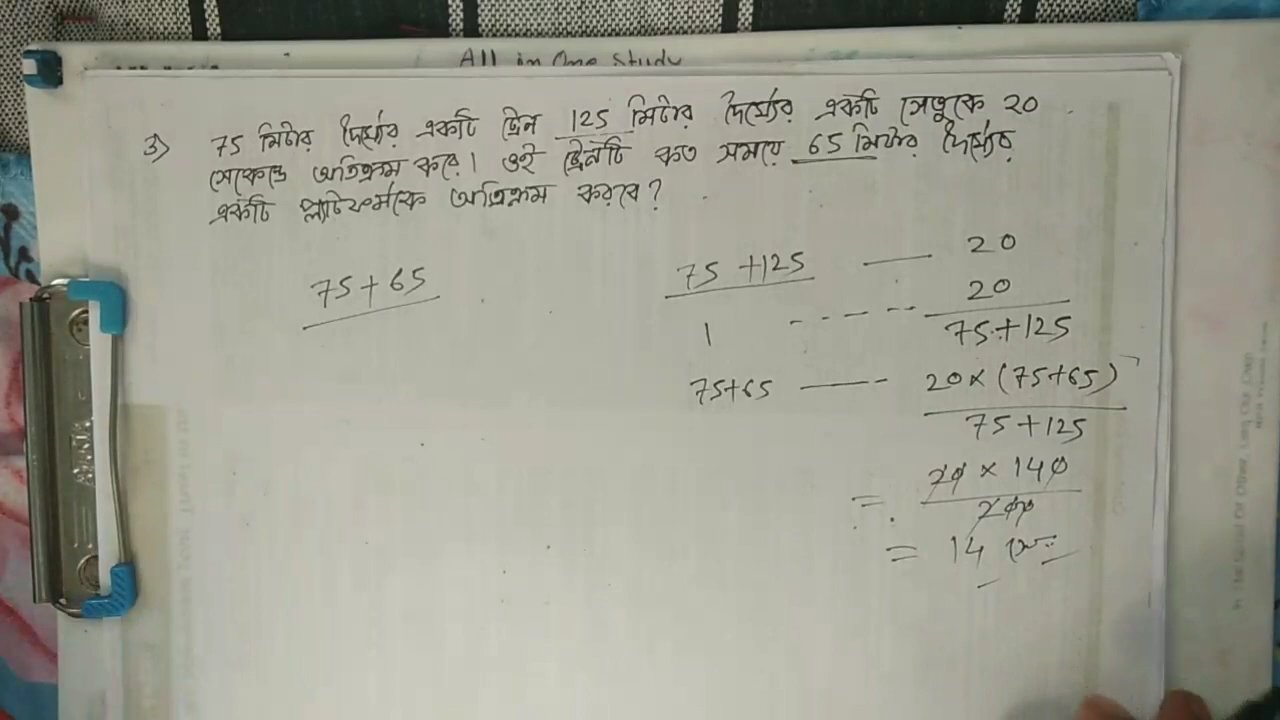 All in One Study
3) 75 মিটার দৈর্ঘ্যের একটি ট্রেন 125 মিটার দৈর্ঘ্যের একটি সেতুকে 20
সেকেন্ডে অতিক্রম করে। ওই ট্রেনটি কত সময়ে 65 মিটার দৈর্ঘ্যের
একটি প্ল্যাটফর্মকে অতিক্রম করবে?
75 + 65
75 + 125 — 20
1 ----- 20
75 + 125
75+65 ---- 20 × (75+65)
75 + 125
= 20 × 140
200
= 14 সে: